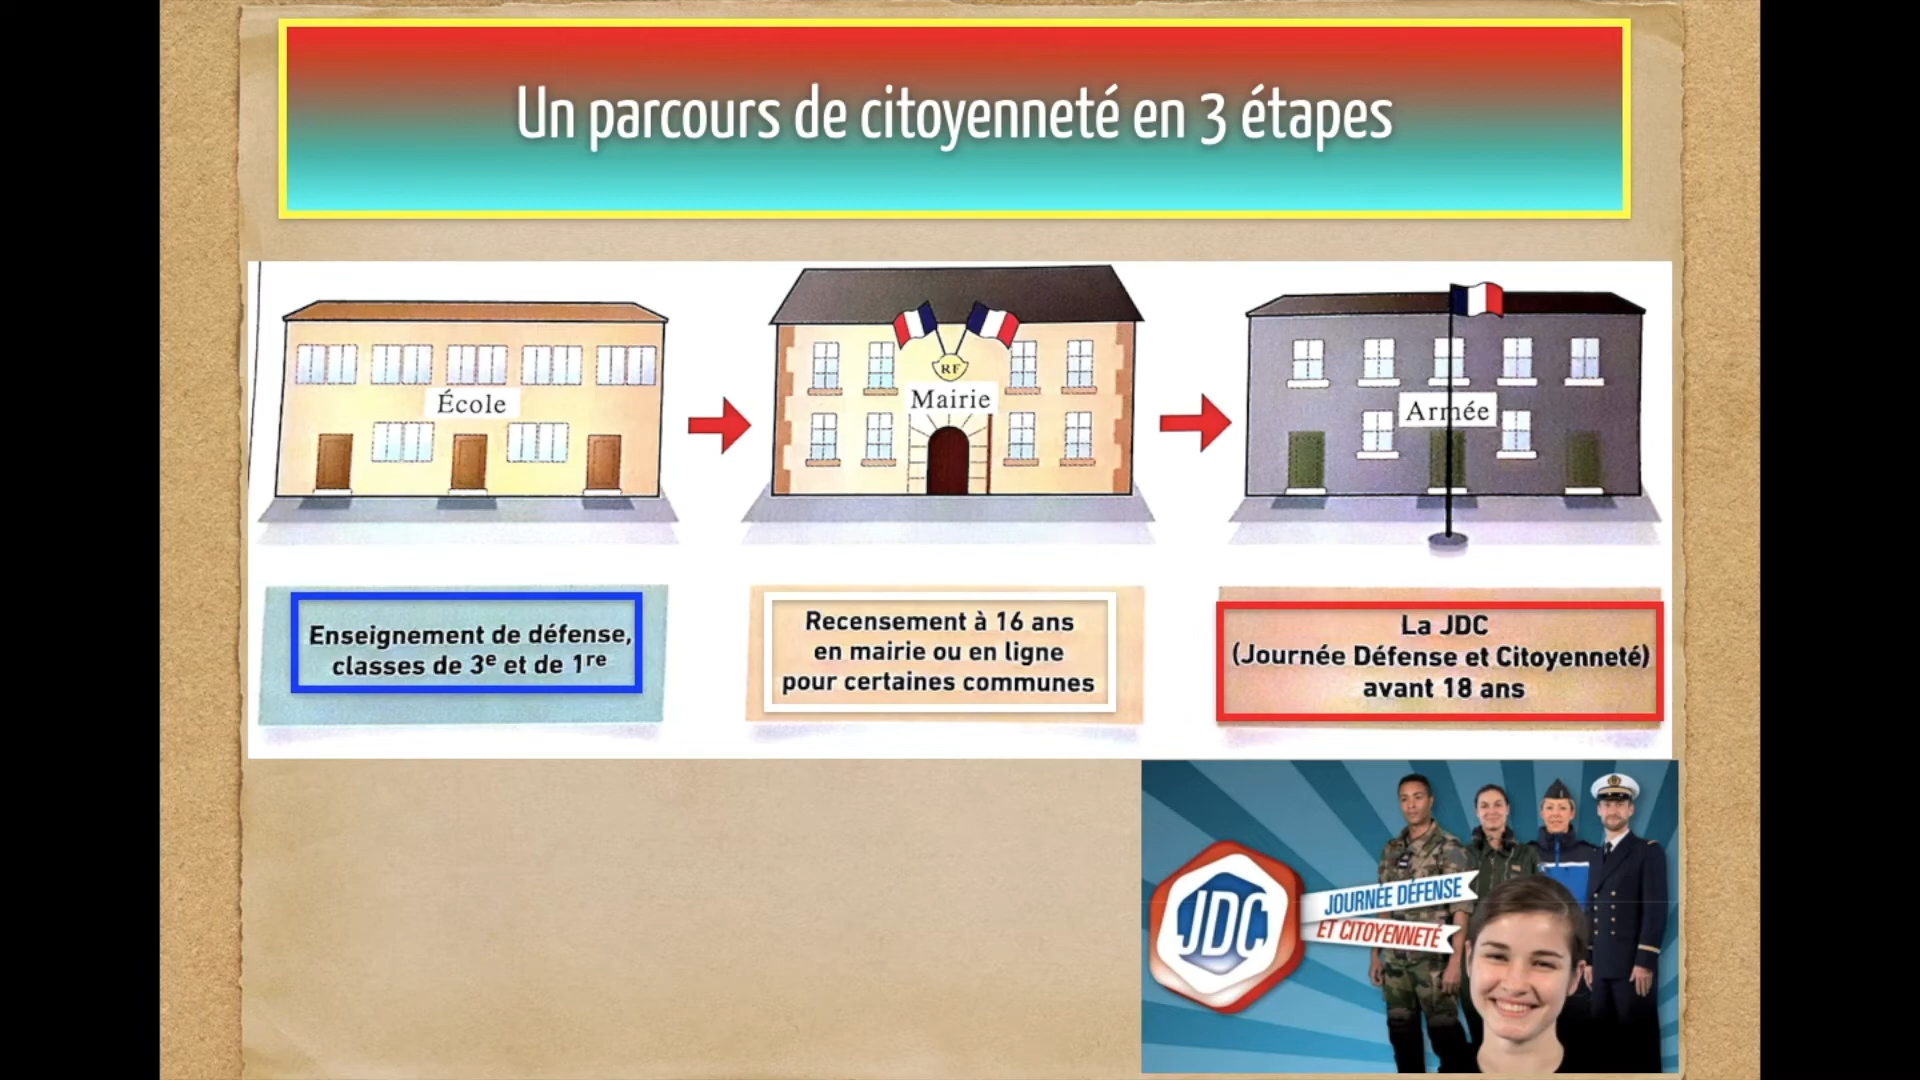 Un parcours de citoyenneté en 3 étapes
École
Mairie
RF
Armée
Enseignement de défense,
classes de 3e et de 1re
Recensement à 16 ans
en mairie ou en ligne
pour certaines communes
La JDC
(Journée Défense et Citoyenneté)
avant 18 ans
JDC
JOURNÉE DÉFENSE
ET CITOYENNETÉ